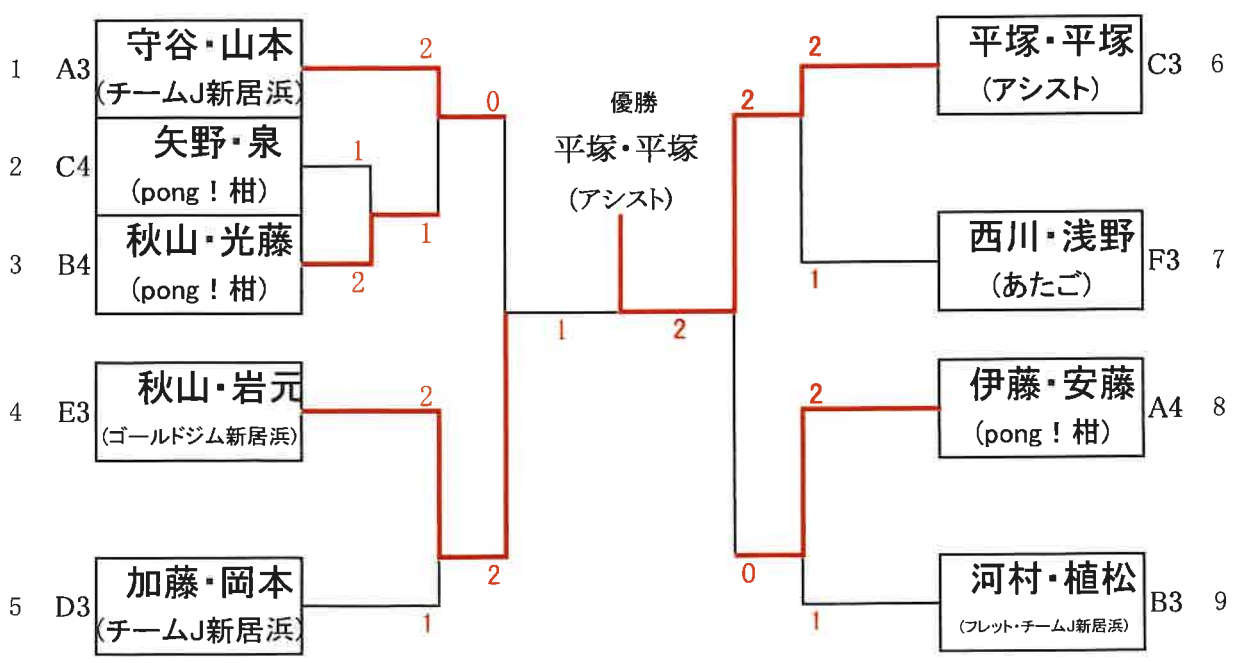 1 A3 守谷・山本
(チームJ新居浜)
2 C4 矢野・泉
(pong！柑)
3 B4 秋山・光藤
(pong！柑)
4 E3 秋山・岩元
(ゴールドジム新居浜)
5 D3 加藤・岡本
(チームJ新居浜)
2
0
1
1
2
2
2
1
優勝
平塚・平塚
(アシスト)
1
2
2
2
1
2
0
1
平塚・平塚 C3 6
(アシスト)
西川・浅野 F3 7
(あたご)
伊藤・安藤 A4 8
(pong！柑)
河村・植松 B3 9
(フレット・チームJ新居浜)